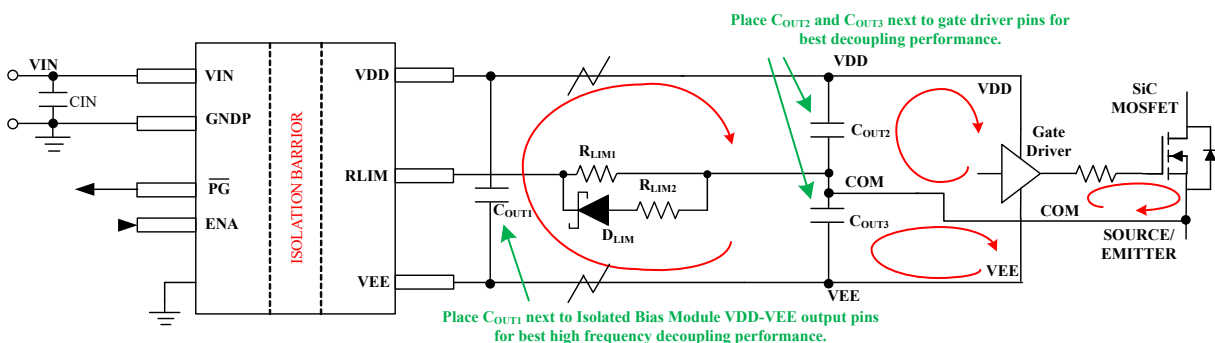 Place COUT2 and COUT3 next to gate driver pins for
best decoupling performance.
VIN
CIN
VIN
GNDP
PG
ENA
ISOLATION BARRIOR
VDD
RLIM
VEE
COUT1
RLIM1
RLIM2
DLIM
VDD
COUT2
COM
COUT3
VEE
VDD
Gate
Driver
COM
VEE
SiC
MOSFET
SOURCE/
EMITTER
Place COUT1 next to Isolated Bias Module VDD-VEE output pins
for best high frequency decoupling performance.